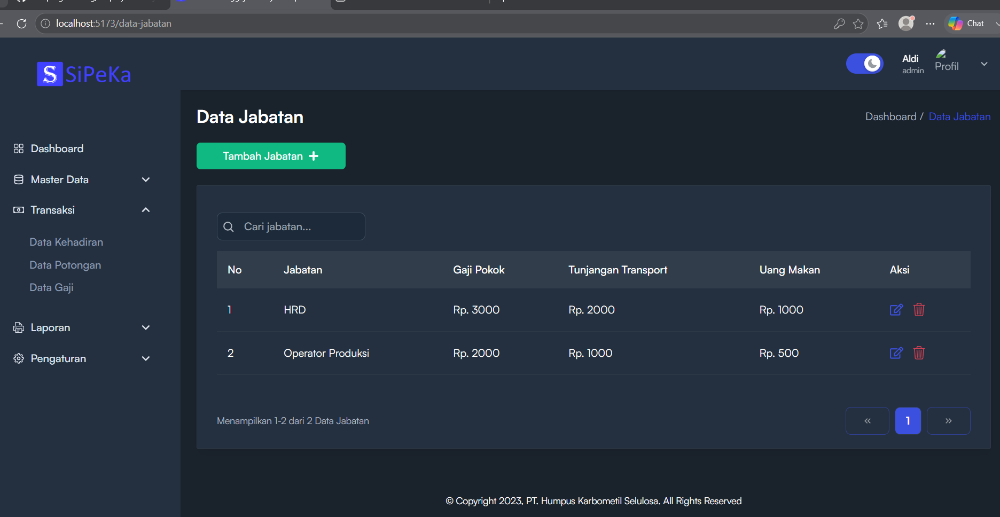 localhost:5173/data-jabatan
Chat
S SiPeKa
Aldi
admin
Profil
Data Jabatan
Dashboard / Data Jabatan
Tambah Jabatan +
Dashboard
Master Data
Transaksi
Data Kehadiran
Data Potongan
Data Gaji
Laporan
Pengaturan
Cari jabatan...
No Jabatan Gaji Pokok Tunjangan Transport Uang Makan Aksi
1 HRD Rp. 3000 Rp. 2000 Rp. 1000
2 Operator Produksi Rp. 2000 Rp. 1000 Rp. 500
Menampilkan 1-2 dari 2 Data Jabatan
« 1 »
© Copyright 2023, PT. Humpus Karbometil Selulosa. All Rights Reserved